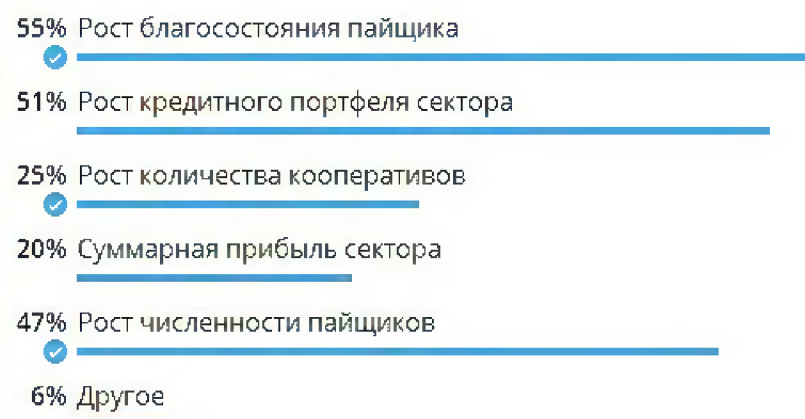 55% Рост благосостояния пайщика
51% Рост кредитного портфеля сектора
25% Рост количества кооперативов
20% Суммарная прибыль сектора
47% Рост численности пайщиков
6% Другое